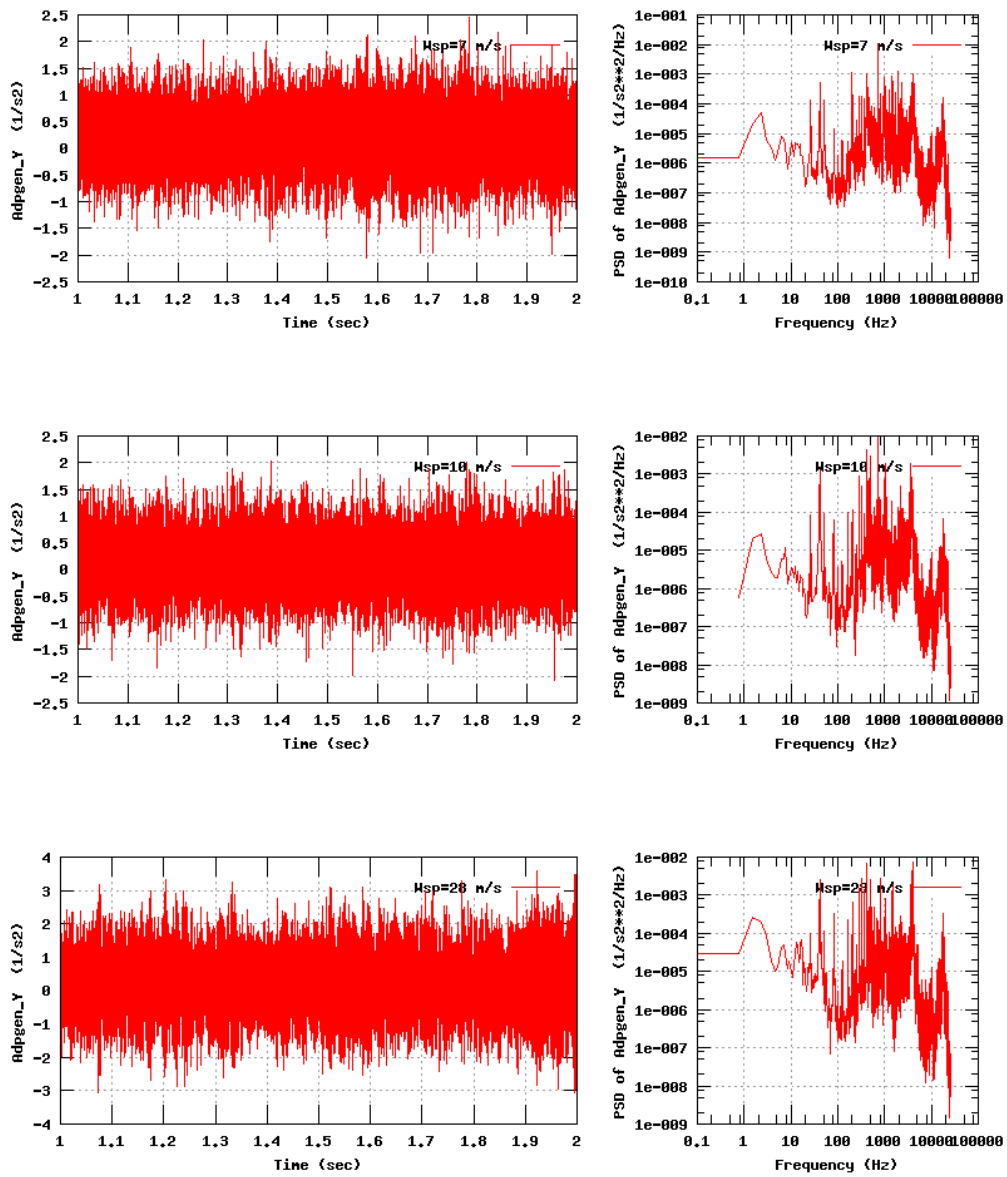 2.5
2
1.5
1
0.5
0
-0.5
-1
-1.5
-2
-2.5
Adpgen_Y (1/s2)
Wsp=7 m/s
1 1.1 1.2 1.3 1.4 1.5 1.6 1.7 1.8 1.9 2
Time (sec)
1e-001
1e-002
1e-003
1e-004
1e-005
1e-006
1e-007
1e-008
1e-009
1e-010
PSD of Adpgen_Y (1/s2**2/Hz)
Wsp=7 m/s
0.1 1 10 100 1000 10000 100000
Frequency (Hz)
2.5
2
1.5
1
0.5
0
-0.5
-1
-1.5
-2
-2.5
Adpgen_Y (1/s2)
Wsp=10 m/s
1 1.1 1.2 1.3 1.4 1.5 1.6 1.7 1.8 1.9 2
Time (sec)
1e-002
1e-003
1e-004
1e-005
1e-006
1e-007
1e-008
1e-009
PSD of Adpgen_Y (1/s2**2/Hz)
Wsp=10 m/s
0.1 1 10 100 1000 10000 100000
Frequency (Hz)
4
3
2
1
0
-1
-2
-3
-4
Adpgen_Y (1/s2)
Wsp=28 m/s
1 1.1 1.2 1.3 1.4 1.5 1.6 1.7 1.8 1.9 2
Time (sec)
1e-002
1e-003
1e-004
1e-005
1e-006
1e-007
1e-008
1e-009
PSD of Adpgen_Y (1/s2**2/Hz)
Wsp=28 m/s
0.1 1 10 100 1000 10000 100000
Frequency (Hz)